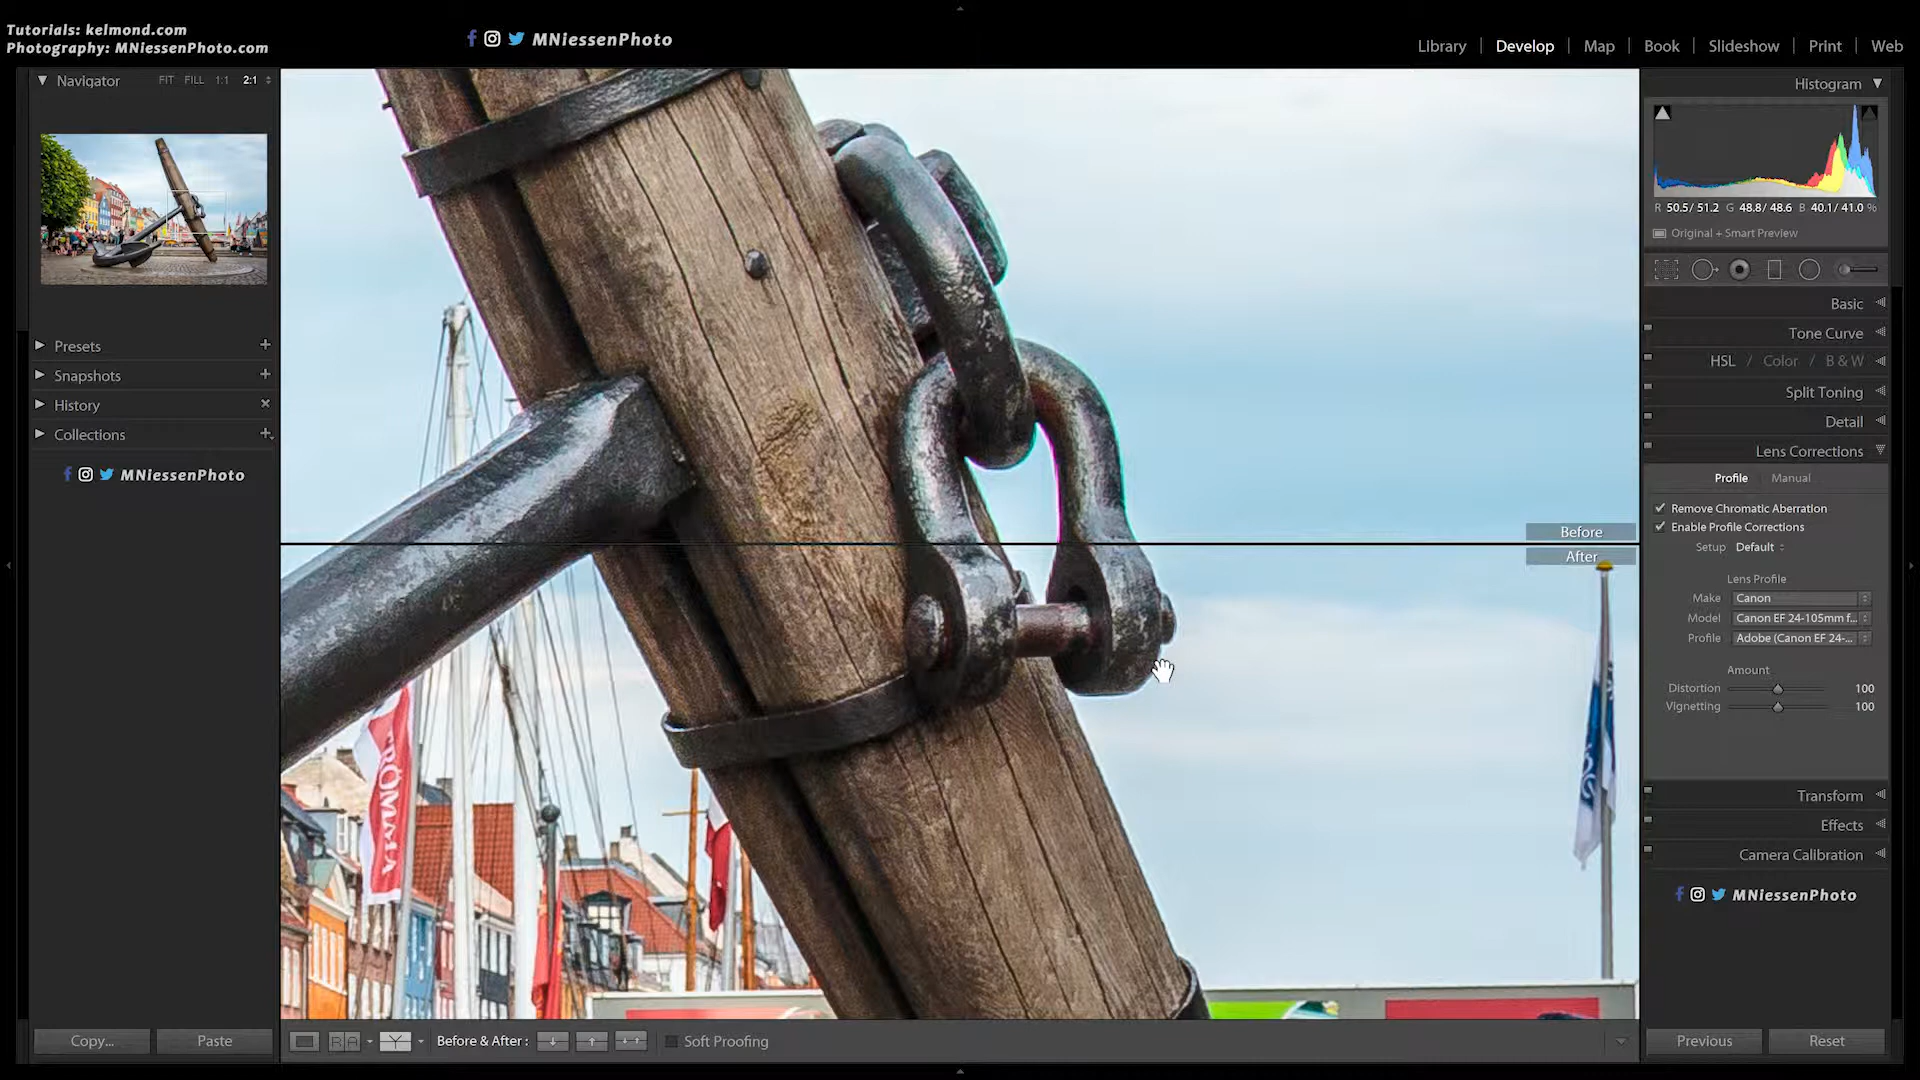 Tutorials: kelmond.com
Photography: MNiessenPhoto.com
MNiessenPhoto
Library | Develop | Map | Book | Slideshow | Print | Web
Navigator FIT FILL 1:1 2:1
Histogram
R 50.5/ 51.2 G 48.8/ 48.6 B 40.1/ 41.0 %
Original + Smart Preview
Basic
Tone Curve
HSL / Color / B & W
Split Toning
Detail
Lens Corrections
Profile Manual
Remove Chromatic Aberration
Enable Profile Corrections
Setup Default
Lens Profile
Make Canon
Model Canon EF 24-105mm f...
Profile Adobe (Canon EF 24-...
Amount
Distortion 100
Vignetting 100
Transform
Effects
Camera Calibration
MNiessenPhoto
Presets
Snapshots
History
Collections
MNiessenPhoto
Before
After
Copy... Paste
R A Y Before & After : Soft Proofing
Previous Reset